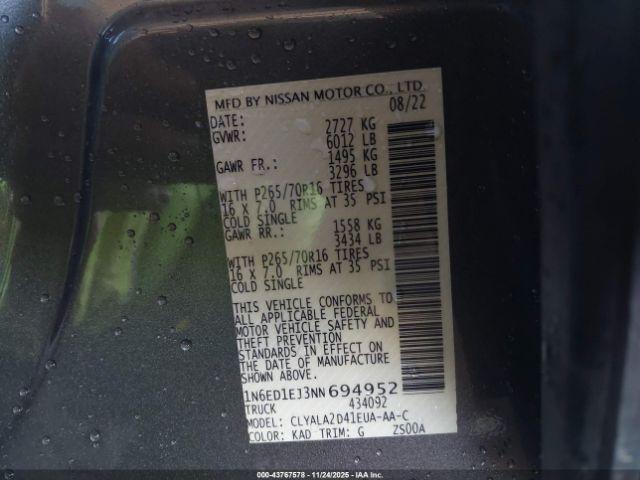 MFD BY NISSAN MOTOR CO., LTD.
DATE: 08/22
GVWR: 2727 KG
6012 LB
GAWR FR.: 1495 KG
3296 LB
WITH P265/70R16 TIRES
16 X 7.0 RIMS AT 35 PSI
COLD SINGLE
GAWR RR.: 1558 KG
3434 LB
WITH P265/70R16 TIRES
16 X 7.0 RIMS AT 35 PSI
COLD SINGLE
THIS VEHICLE CONFORMS TO
ALL APPLICABLE FEDERAL
MOTOR VEHICLE SAFETY AND
THEFT PREVENTION
STANDARDS IN EFFECT ON
THE DATE OF MANUFACTURE
SHOWN ABOVE.
1N6ED1EJ3NN694952
TRUCK 434092
MODEL: CLYALA2D41EUA-AA-C
COLOR: KAD TRIM: G ZS00A
000-43767578 - 11/24/2025 - IAA Inc.